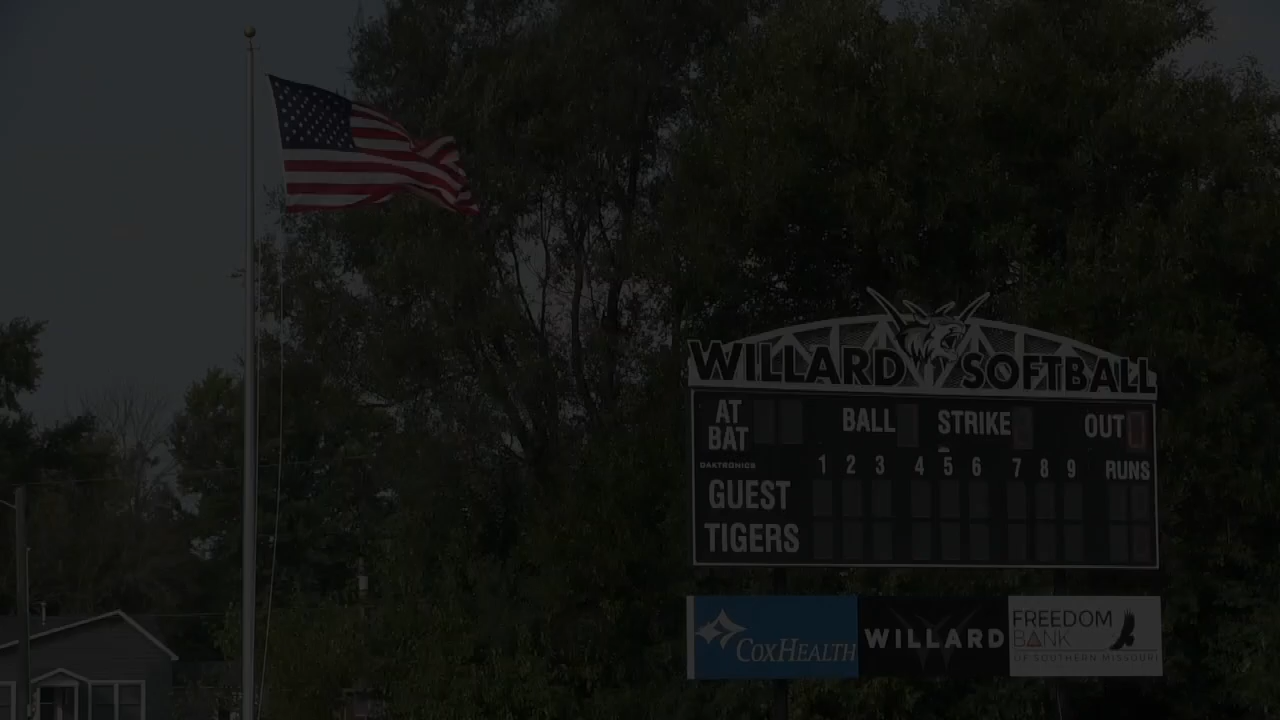 WILLARD SOFTBALL
AT BAT BALL STRIKE OUT
DAKTRONICS 1 2 3 4 5 6 7 8 9 RUNS
GUEST
TIGERS
COXHEALTH
WILLARD
FREEDOM
BANK
OF SOUTHERN MISSOURI